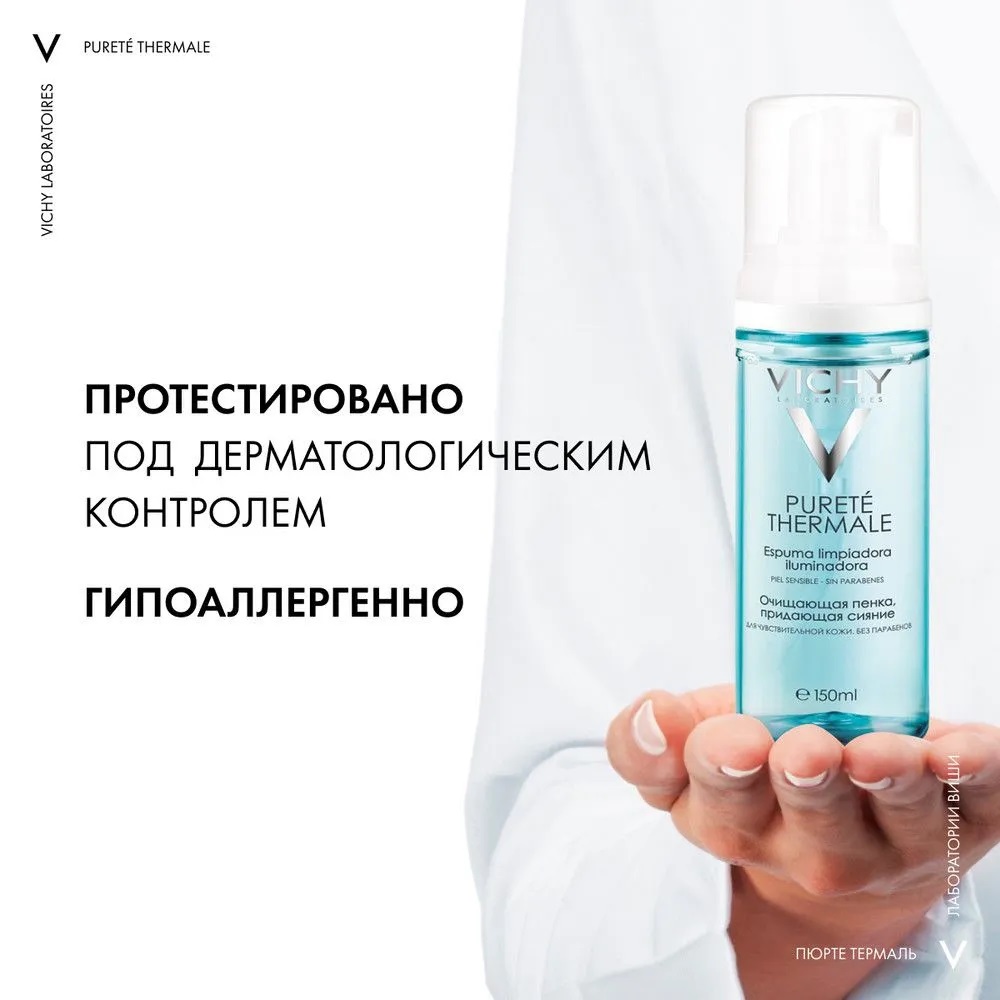 V
PURETÉ THERMALE
VICHY LABORATOIRES
ПРОТЕСТИРОВАНО
ПОД ДЕРМАТОЛОГИЧЕСКИМ
КОНТРОЛЕМ
ГИПОАЛЛЕРГЕННО
VICHY
LABORATOIRES
V
PURETÉ
THERMALE
Espuma limpiadora
iluminadora
PIEL SENSIBLE - SIN PARABENES
Очищающая пенка,
придающая сияние
ДЛЯ ЧУВСТВИТЕЛЬНОЙ КОЖИ. БЕЗ ПАРАБЕНОВ
℮ 150ml
ЛАБОРАТОРИИ ВИШИ
ПЮРТЕ ТЕРМАЛЬ
V